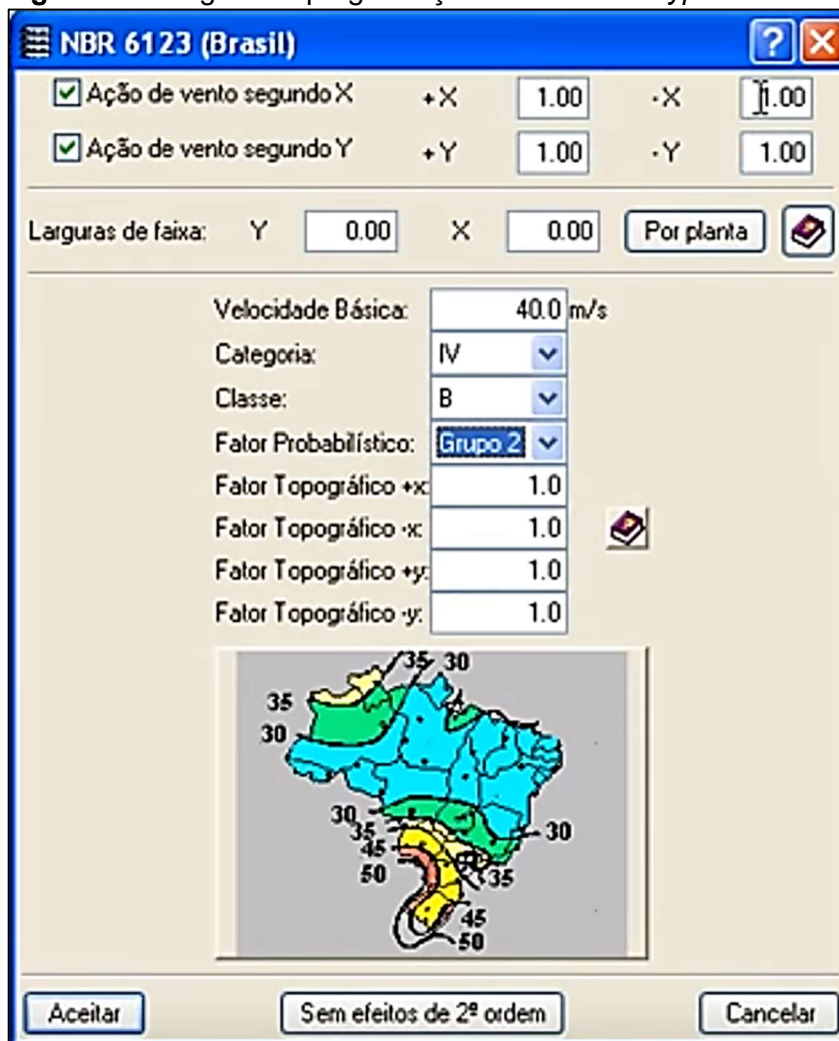 NBR 6123 (Brasil)
Ação de vento segundo X +X 1.00 -X 1.00
Ação de vento segundo Y +Y 1.00 -Y 1.00
Larguras de faixa: Y 0.00 X 0.00 Por planta
Velocidade Básica: 40.0 m/s
Categoria: IV
Classe: B
Fator Probabilístico: Grupo 2
Fator Topográfico +x: 1.0
Fator Topográfico -x: 1.0
Fator Topográfico +y: 1.0
Fator Topográfico -y: 1.0
35 30
35
30
30 30
35
45
50 35
45
50
Aceitar Sem efeitos de 2ª ordem Cancelar